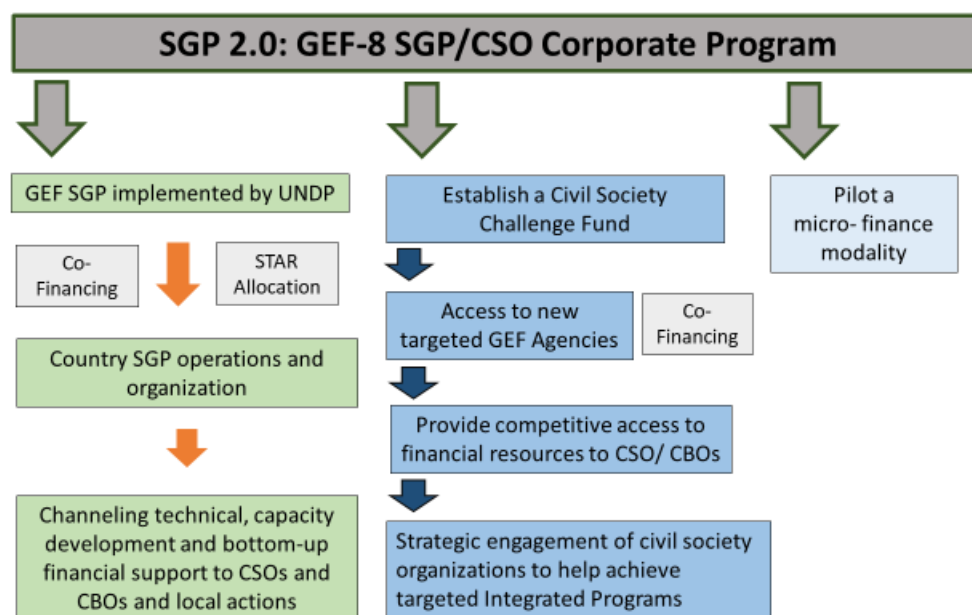 SGP 2.0: GEF-8 SGP/CSO Corporate Program
GEF SGP implemented by UNDP
Co-
Financing
STAR
Allocation
Country SGP operations and
organization
Channeling technical, capacity
development and bottom-up
financial support to CSOs and
CBOs and local actions
Establish a Civil Society
Challenge Fund
Access to new
targeted GEF Agencies
Co-
Financing
Provide competitive access to
financial resources to CSO/ CBOs
Strategic engagement of civil society
organizations to help achieve
targeted Integrated Programs
Pilot a
micro- finance
modality